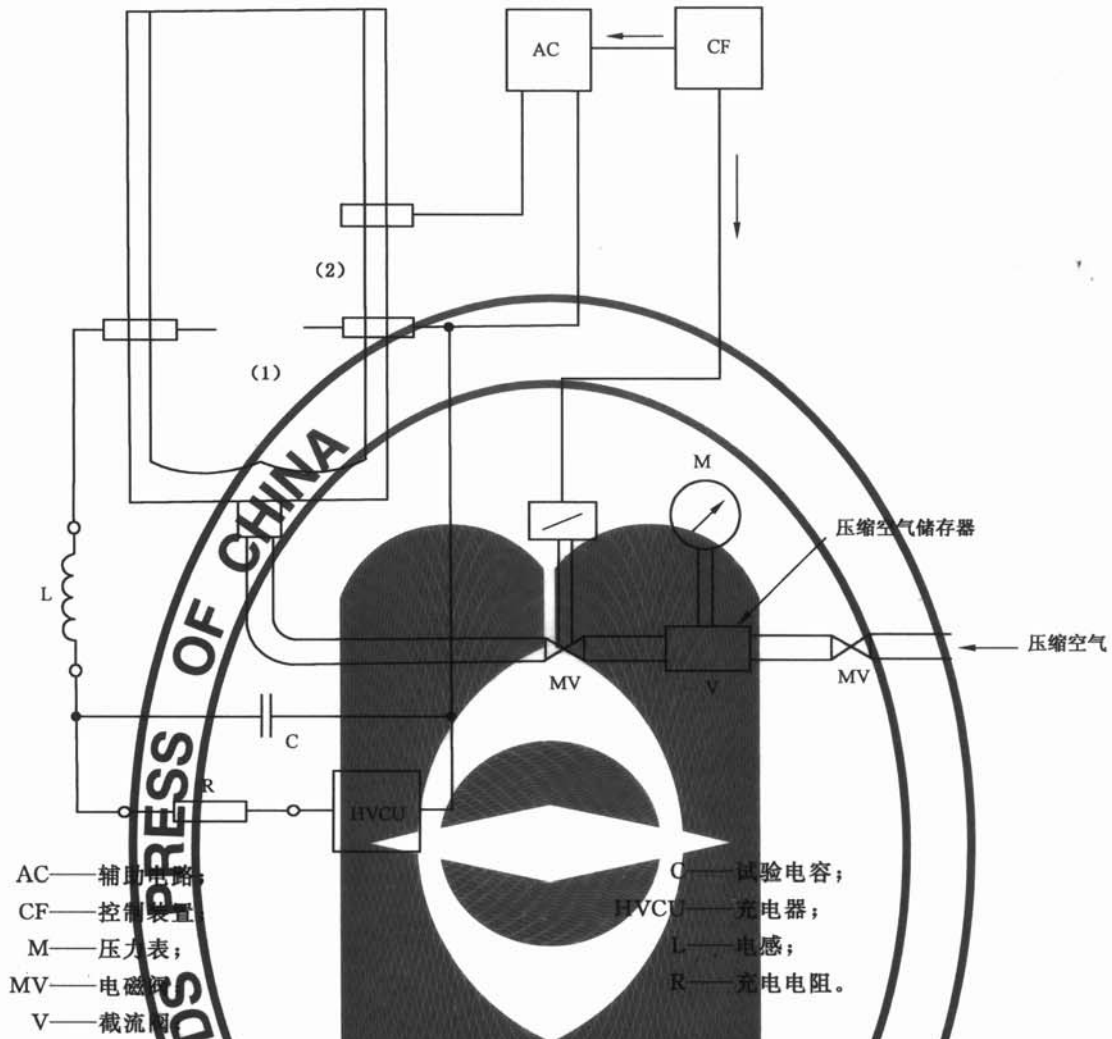 AC
CF
(2)
(1)
M
压缩空气储存器
L
压缩空气
MV
V
MV
C
R
HVCU
AC——辅助电路;
CF——控制装置;
M——压力表;
MV——电磁阀;
V——截流阀。
C——试验电容;
HVCU——充电器;
L——电感;
R——充电电阻。
DS PRESS OF CHINA